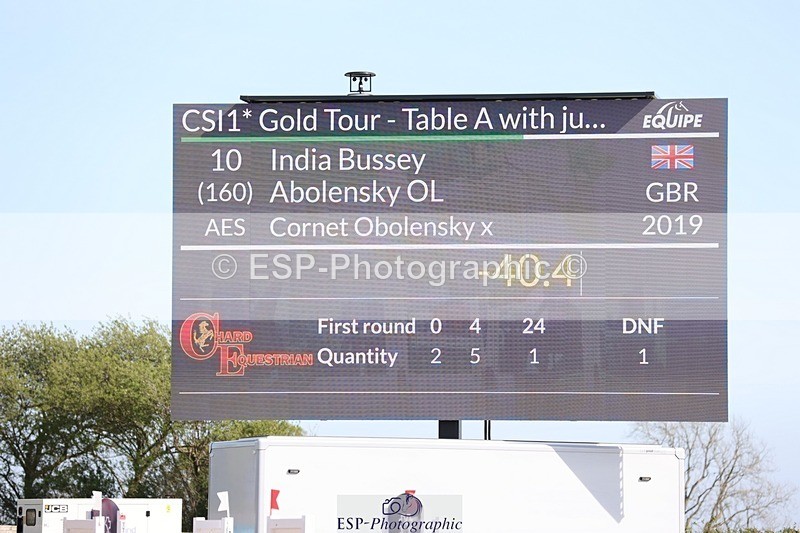 CSI1* Gold Tour - Table A with ju...
EQUIPE
10 India Bussey
(160) Abolensky OL GBR
AES Cornet Obolensky x 2019
© ESP-Photographic ©
-40.4
CHARD EQUESTRIAN
First round 0 4 24 DNF
Quantity 2 5 1 1
JCB
ESP-Photographic